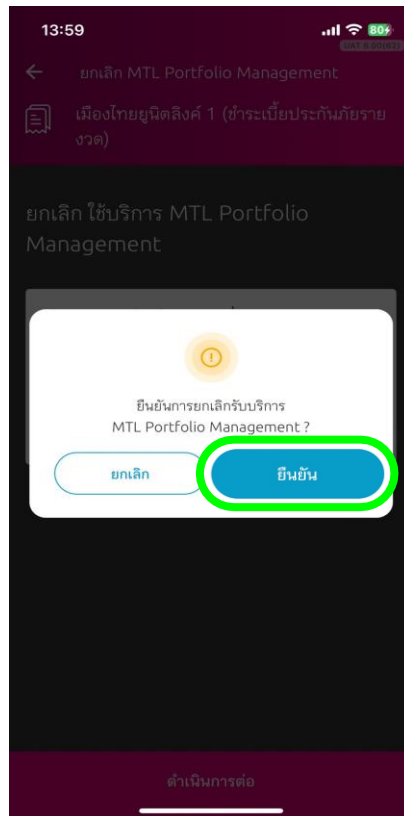 13:59
80
UAT 8.00(82)
ยกเลิก MTL Portfolio Management
เมืองไทยยูนิตลิงค์ 1 (ชำระเบี้ยประกันภัยราย
งวด)
ยกเลิก ใช้บริการ MTL Portfolio
Management
ยืนยันการยกเลิกรับบริการ
MTL Portfolio Management ?
ยกเลิก
ยืนยัน
ดำเนินการต่อ